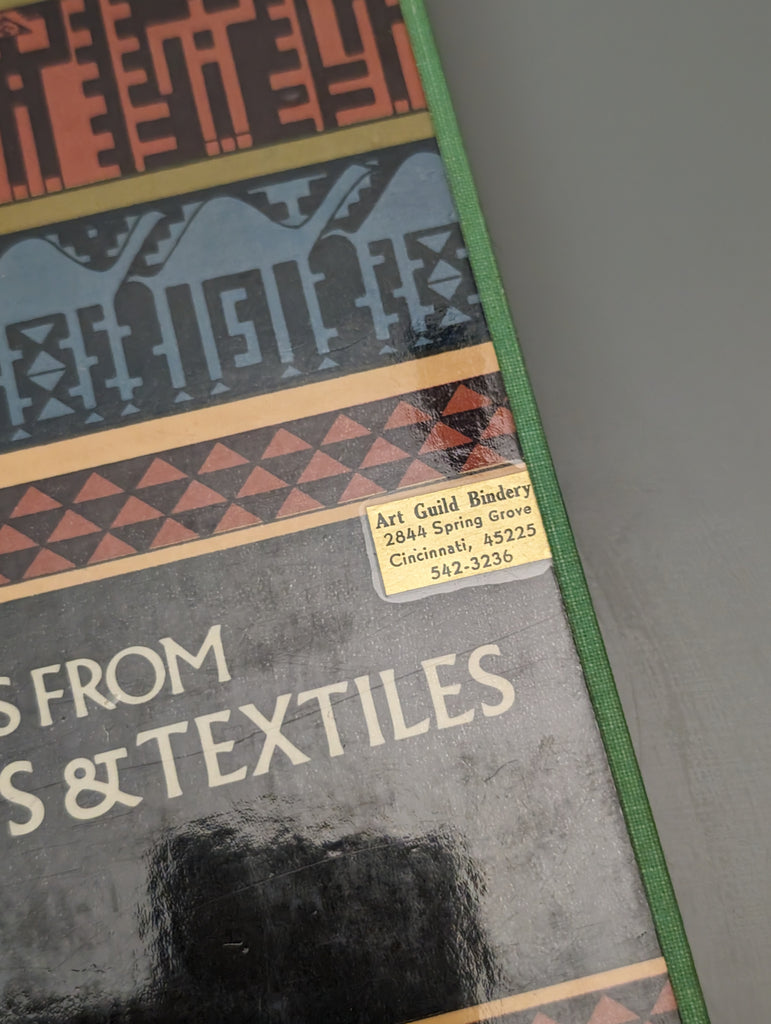 Art Guild Bindery
2844 Spring Grove
Cincinnati, 45225
542-3236
S FROM
S & TEXTILES